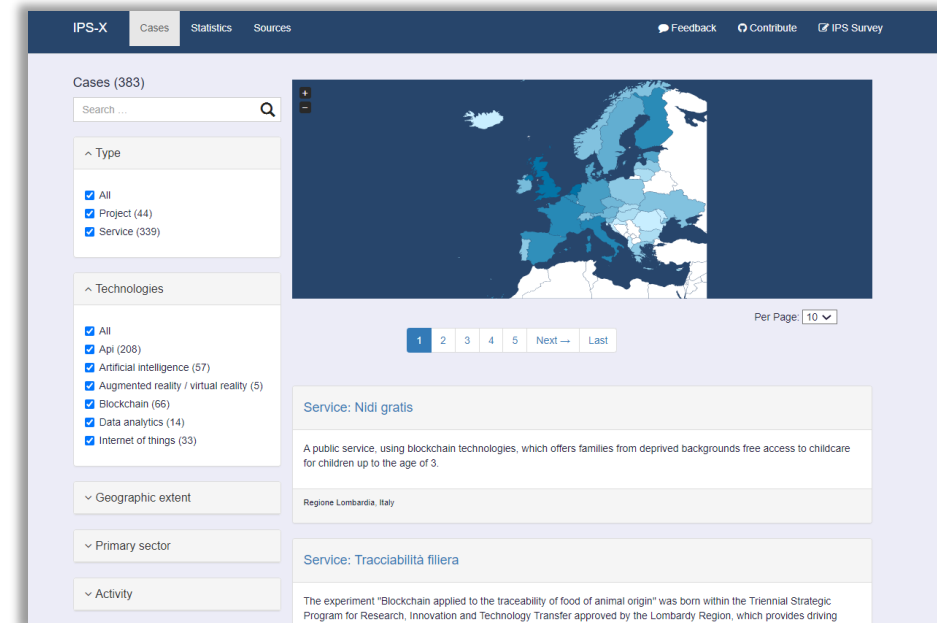 IPS-X Cases Statistics Sources Feedback Contribute IPS Survey
Cases (383)
Search ...
Type
All
Project (44)
Service (339)
Technologies
All
Api (208)
Artificial intelligence (57)
Augmented reality / virtual reality (5)
Blockchain (66)
Data analytics (14)
Internet of things (33)
Geographic extent
Primary sector
Activity
+
−
Per Page: 10
1 2 3 4 5 Next → Last
Service: Nidi gratis
A public service, using blockchain technologies, which offers families from deprived backgrounds free access to childcare
for children up to the age of 3.
Regione Lombardia, Italy
Service: Tracciabilità filiera
The experiment "Blockchain applied to the traceability of food of animal origin" was born within the Triennial Strategic
Program for Research, Innovation and Technology Transfer approved by the Lombardy Region, which provides driving